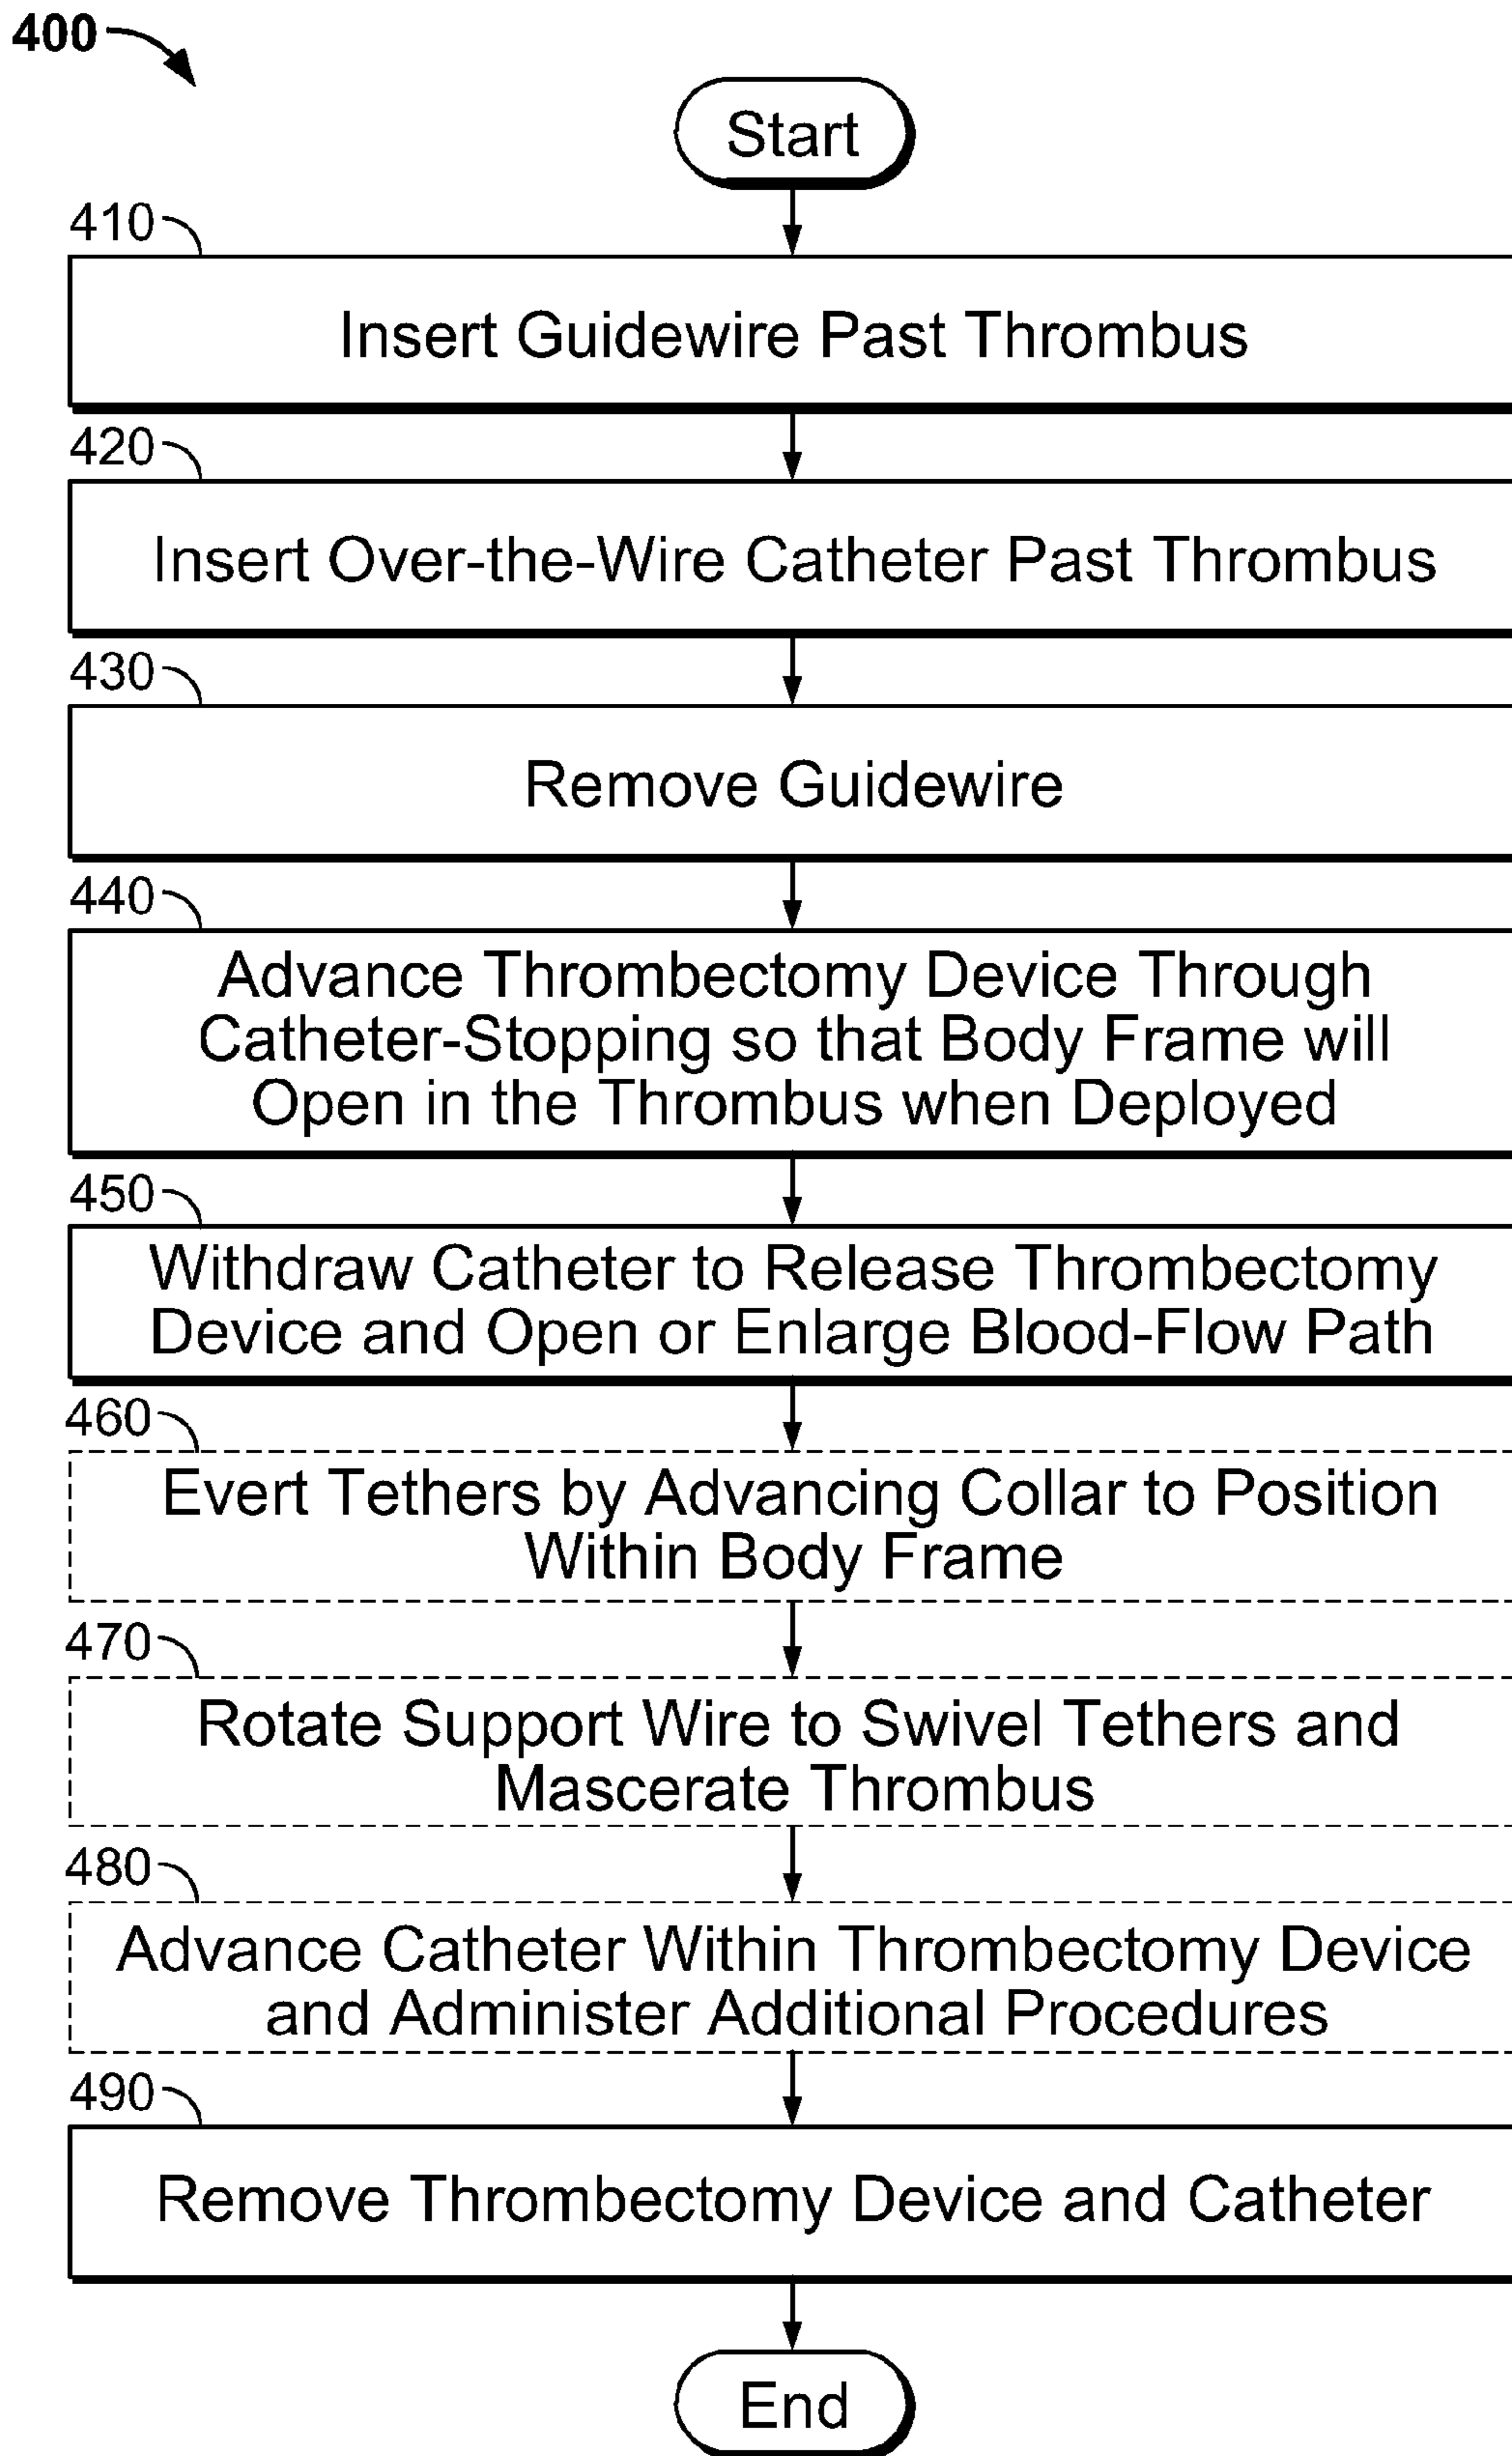 400
Start
410
Insert Guidewire Past Thrombus
420
Insert Over-the-Wire Catheter Past Thrombus
430
Remove Guidewire
440
Advance Thrombectomy Device Through
Catheter-Stopping so that Body Frame will
Open in the Thrombus when Deployed
450
Withdraw Catheter to Release Thrombectomy
Device and Open or Enlarge Blood-Flow Path
460
Evert Tethers by Advancing Collar to Position
Within Body Frame
470
Rotate Support Wire to Swivel Tethers and
Mascerate Thrombus
480
Advance Catheter Within Thrombectomy Device
and Administer Additional Procedures
490
Remove Thrombectomy Device and Catheter
End